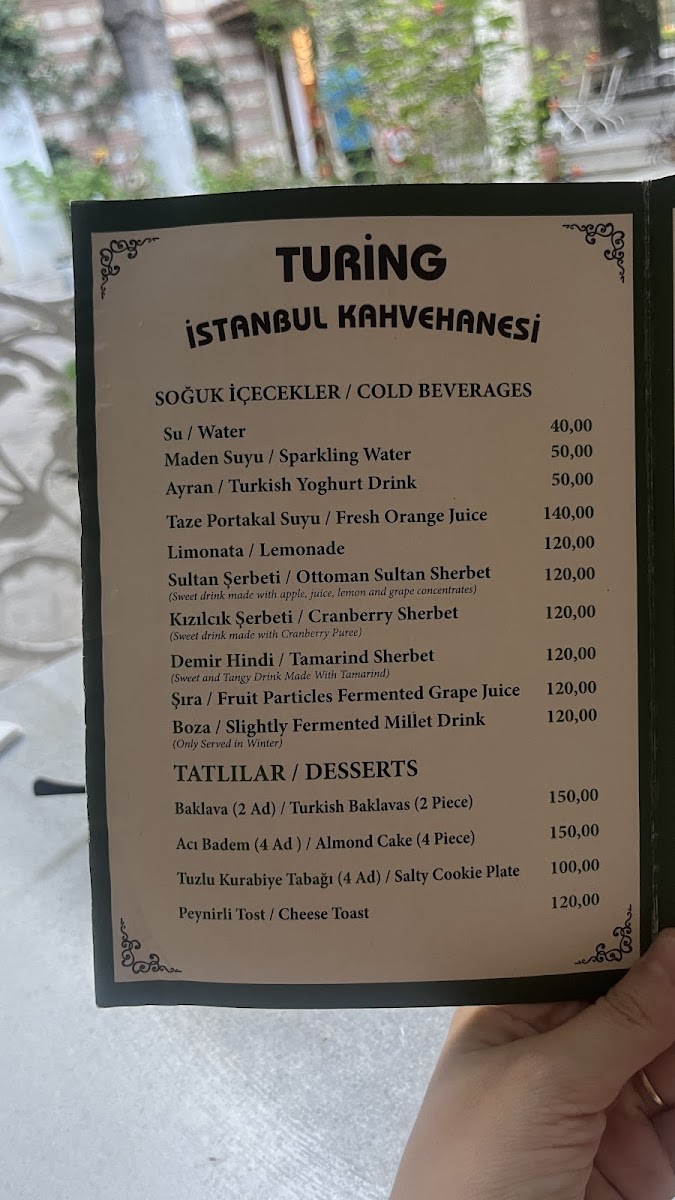 TURİNG
İSTANBUL KAHVEHANESİ
SOĞUK İÇECEKLER / COLD BEVERAGES
Su / Water 40,00
Maden Suyu / Sparkling Water 50,00
Ayran / Turkish Yoghurt Drink 50,00
Taze Portakal Suyu / Fresh Orange Juice 140,00
Limonata / Lemonade 120,00
Sultan Şerbeti / Ottoman Sultan Sherbet 120,00
(Sweet drink made with apple, juice, lemon and grape concentrates)
Kızılcık Şerbeti / Cranberry Sherbet 120,00
(Sweet drink made with Cranberry Puree)
Demir Hindi / Tamarind Sherbet 120,00
(Sweet and Tangy Drink Made With Tamarind)
Şıra / Fruit Particles Fermented Grape Juice 120,00
Boza / Slightly Fermented Millet Drink 120,00
(Only Served in Winter)
TATLILAR / DESSERTS
Baklava (2 Ad) / Turkish Baklavas (2 Piece) 150,00
Acı Badem (4 Ad ) / Almond Cake (4 Piece) 150,00
Tuzlu Kurabiye Tabağı (4 Ad) / Salty Cookie Plate 100,00
Peynirli Tost / Cheese Toast 120,00